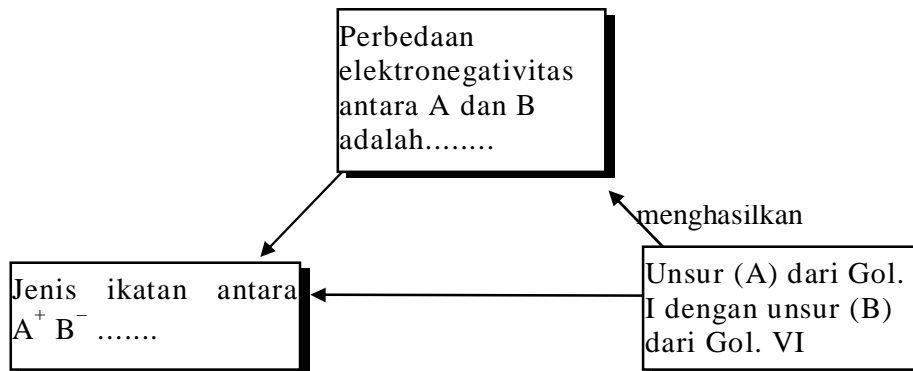 Perbedaan
elektronegativitas
antara A dan B
adalah........
menghasilkan
Jenis ikatan antara
A⁺ B⁻ .......
Unsur (A) dari Gol.
I dengan unsur (B)
dari Gol. VI